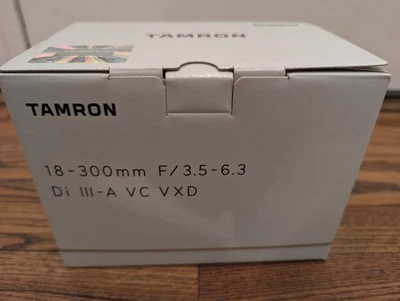 TAMRON
TAMRON
18-300mm F/3.5-6.3
Di III-A VC VXD